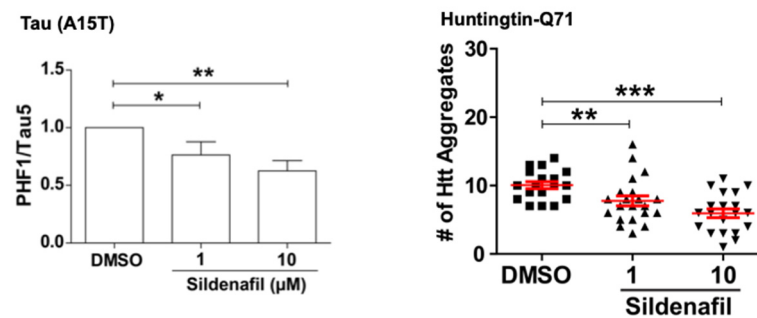 Tau (A15T)
PHF1/Tau5
1.5
1.0
0.5
0.0
**
*
DMSO
1
10
Sildenafil (µM)
Huntingtin-Q71
# of Htt Aggregates
30
20
10
0
***
**
DMSO
1
10
Sildenafil